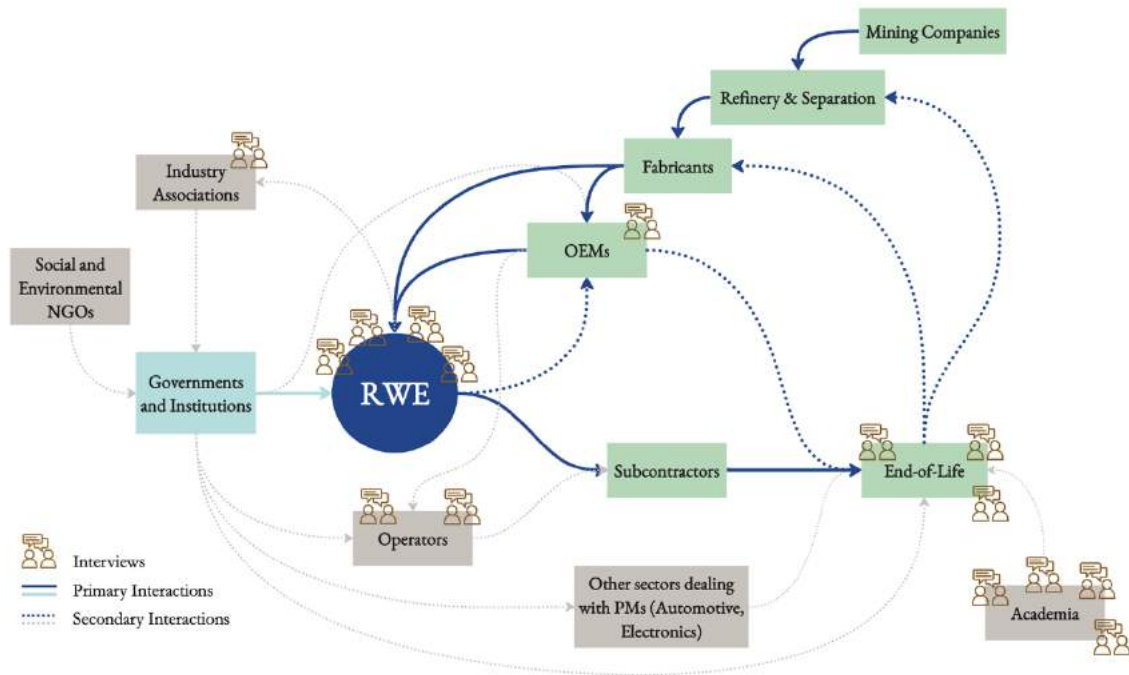 Mining Companies
Refinery & Separation
Fabricants
Industry
Associations
OEMs
Social and
Environmental
NGOs
Governments
and Institutions
RWE
Subcontractors
End-of-Life
Operators
Interviews
Primary Interactions
Secondary Interactions
Other sectors dealing
with PMs (Automotive,
Electronics)
Academia